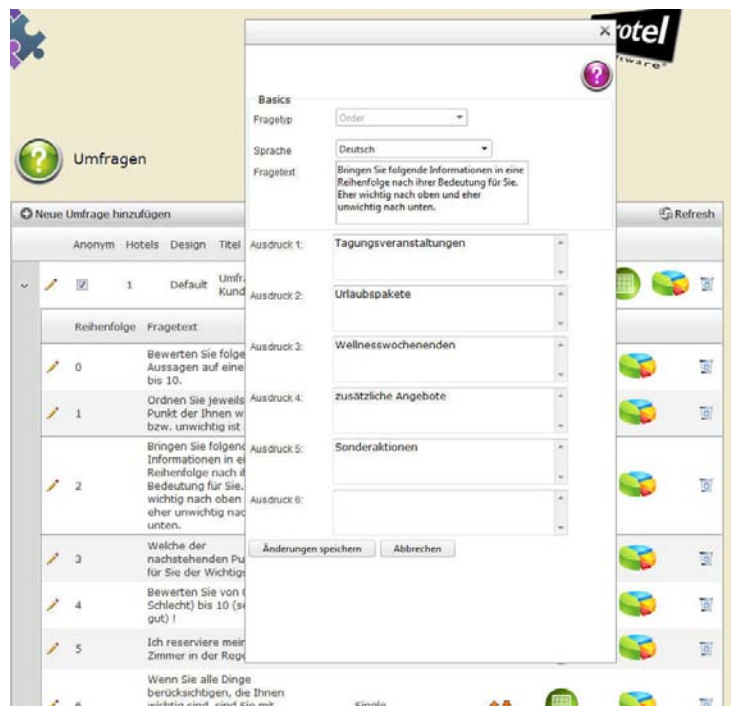 rotel
Umfragen
Neue Umfrage hinzufügen
Refresh
Anonym Hotels Design Titel
1 Default
Reihenfolge Fragetext
0
Bewerten Sie folge
Aussagen auf eine
bis 10.
1
Ordnen Sie jeweils
Punkt der Ihnen w
bzw. unwichtig ist
2
Bringen Sie folgend
Informationen in ei
Reihenfolge nach i
Bedeutung für Sie.
wichtig nach oben
eher unwichtig nac
unten.
3
Welche der
nachstehenden Pu
für Sie der Wichtig
4
Bewerten Sie von
Schlecht) bis 10 (se
gut) !
5
Ich reserviere mein
Zimmer in der Rege
Wenn Sie alle Dinge
berücksichtigen, die Ihnen
wichtig sind, sind Sie mit
Single
Basics
Fragetyp Order
Sprache Deutsch
Fragetext
Bringen Sie folgende Informationen in eine
Reihenfolge nach ihrer Bedeutung für Sie.
Eher wichtig nach oben und eher
unwichtig nach unten.
Ausdruck 1: Tagungsveranstaltungen
Ausdruck 2: Urlaubspakete
Ausdruck 3: Wellnesswochenenden
Ausdruck 4: zusätzliche Angebote
Ausdruck 5: Sonderaktionen
Ausdruck 6:
Änderungen speichern Abbrechen